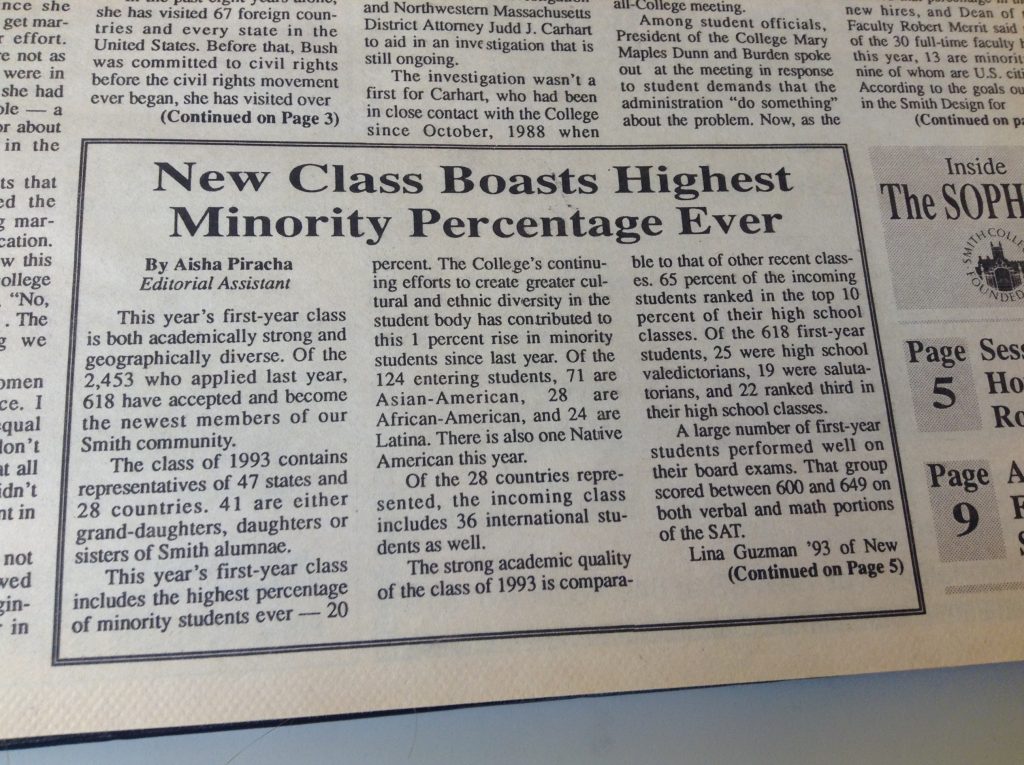 nce she
get mar-
r effort.
re not as
were in
she had
ole — a
or about
in the
she has visited 67 foreign coun-
tries and every state in the
United States. Before that, Bush
was committed to civil rights
before the civil rights movement
ever began, she has visited over
(Continued on Page 3)
and Northwestern Massachusetts
District Attorney Judd J. Carhart
to aid in an investigation that is
still ongoing.
The investigation wasn't a
first for Carhart, who had been
in close contact with the College
since October, 1988 when
all-College meeting.
Among student officials,
President of the College Mary
Maples Dunn and Burden spoke
out at the meeting in response
to student demands that the
administration "do something"
about the problem. Now, as the
new hires, and Dean of
Faculty Robert Merrit said
of the 30 full-time faculty
this year, 13 are minori
nine of whom are U.S. citi
According to the goals ou
in the Smith Design for
(Continued on pa
ts that
ed the
g mar-
cation.
w this
ollege
"No,
. The
g we
omen
ce. I
equal
don't
at all
idn't
nt in
not
wed
gin-
r in
New Class Boasts Highest
Minority Percentage Ever
By Aisha Piracha
Editorial Assistant
This year's first-year class
is both academically strong and
geographically diverse. Of the
2,453 who applied last year,
618 have accepted and become
the newest members of our
Smith community.
The class of 1993 contains
representatives of 47 states and
28 countries. 41 are either
grand-daughters, daughters or
sisters of Smith alumnae.
This year's first-year class
includes the highest percentage
of minority students ever — 20
percent. The College's continu-
ing efforts to create greater cul-
tural and ethnic diversity in the
student body has contributed to
this 1 percent rise in minority
students since last year. Of the
124 entering students, 71 are
Asian-American, 28 are
African-American, and 24 are
Latina. There is also one Native
American this year.
Of the 28 countries repre-
sented, the incoming class
includes 36 international stu-
dents as well.
The strong academic quality
of the class of 1993 is compara-
ble to that of other recent class-
es. 65 percent of the incoming
students ranked in the top 10
percent of their high school
classes. Of the 618 first-year
students, 25 were high school
valedictorians, 19 were saluta-
torians, and 22 ranked third in
their high school classes.
A large number of first-year
students performed well on
their board exams. That group
scored between 600 and 649 on
both verbal and math portions
of the SAT.
Lina Guzman '93 of New
(Continued on Page 5)
Inside
The SOPH
SMITH COLL
FOUNDED
Page
5
Sess
Ho
Ro
Page
9
A
F
S